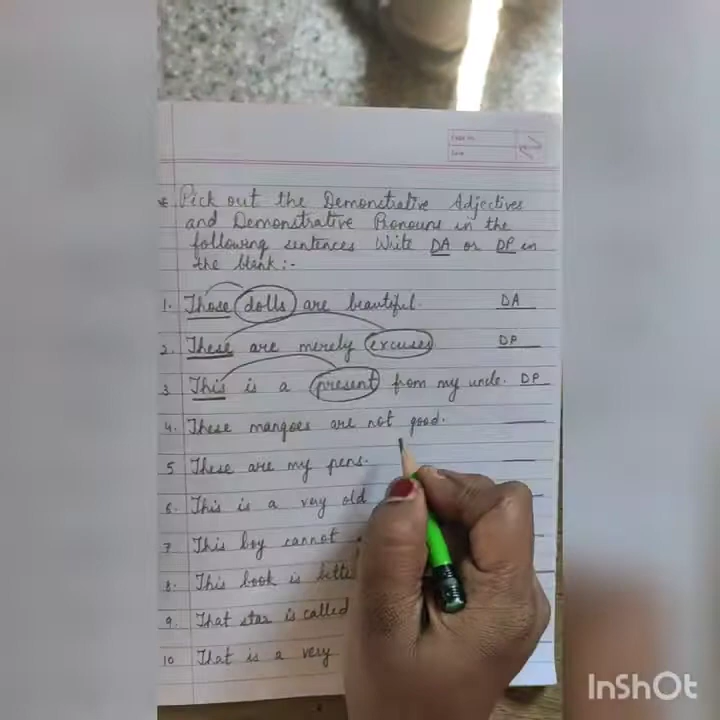 Pick out the Demonstrative Adjectives
and Demonstrative Pronouns in the
following sentences Write DA or DP in
the blank:-
1. Those dolls are beautiful. DA
2. These are merely excuses DP
3 This is a present from my uncle. DP
4. These mangoes are not good.
5 These are my pens.
6. This is a very old
7 This boy cannot
8. This book is
9. That star is called
10 That is a very
InShOt